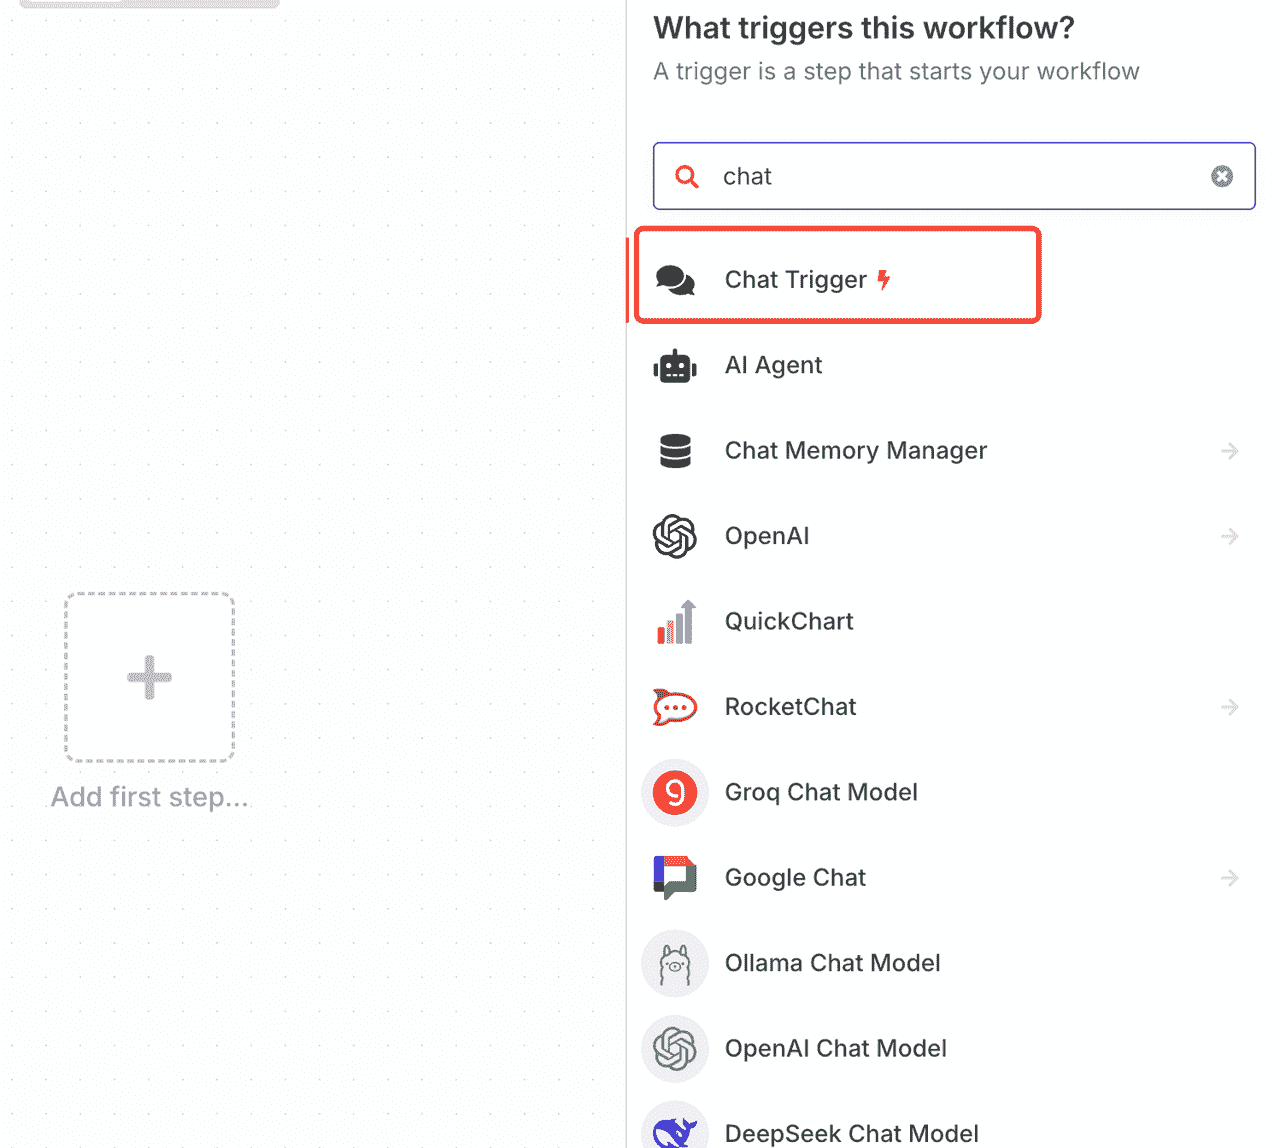 What triggers this workflow?
A trigger is a step that starts your workflow
chat
Chat Trigger
AI Agent
Chat Memory Manager
OpenAI
QuickChart
RocketChat
Groq Chat Model
Google Chat
Ollama Chat Model
OpenAI Chat Model
DeepSeek Chat Model
Add first step...